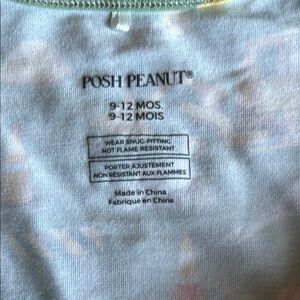 POSH PEANUT®
9-12 MOS
9-12 MOIS
WEAR SNUG-FITTING
NOT FLAME RESISTANT
PORTER AJUSTEMENT
NON RÉSISTANT AUX FLAMMES
Made in China
Fabriqué en Chine